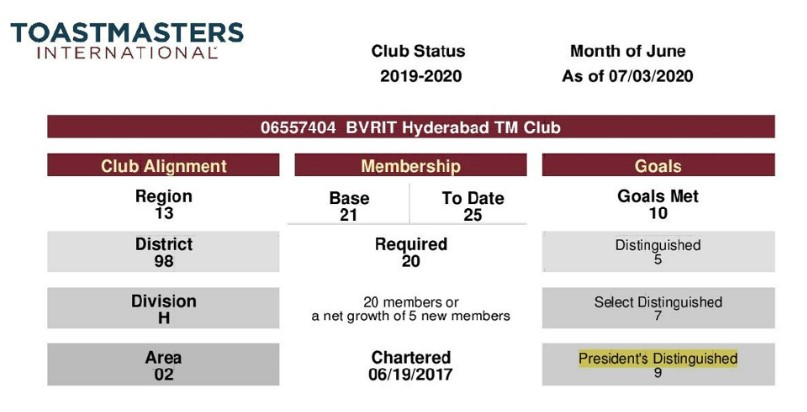 TOASTMASTERS
INTERNATIONAL
Club Status
2019-2020
Month of June
As of 07/03/2020
06557404 BVRIT Hyderabad TM Club
Club Alignment
Region
13
District
98
Division
H
Area
02
Membership
Base
21
To Date
25
Required
20
20 members or
a net growth of 5 new members
Chartered
06/19/2017
Goals
Goals Met
10
Distinguished
5
Select Distinguished
7
President's Distinguished
9